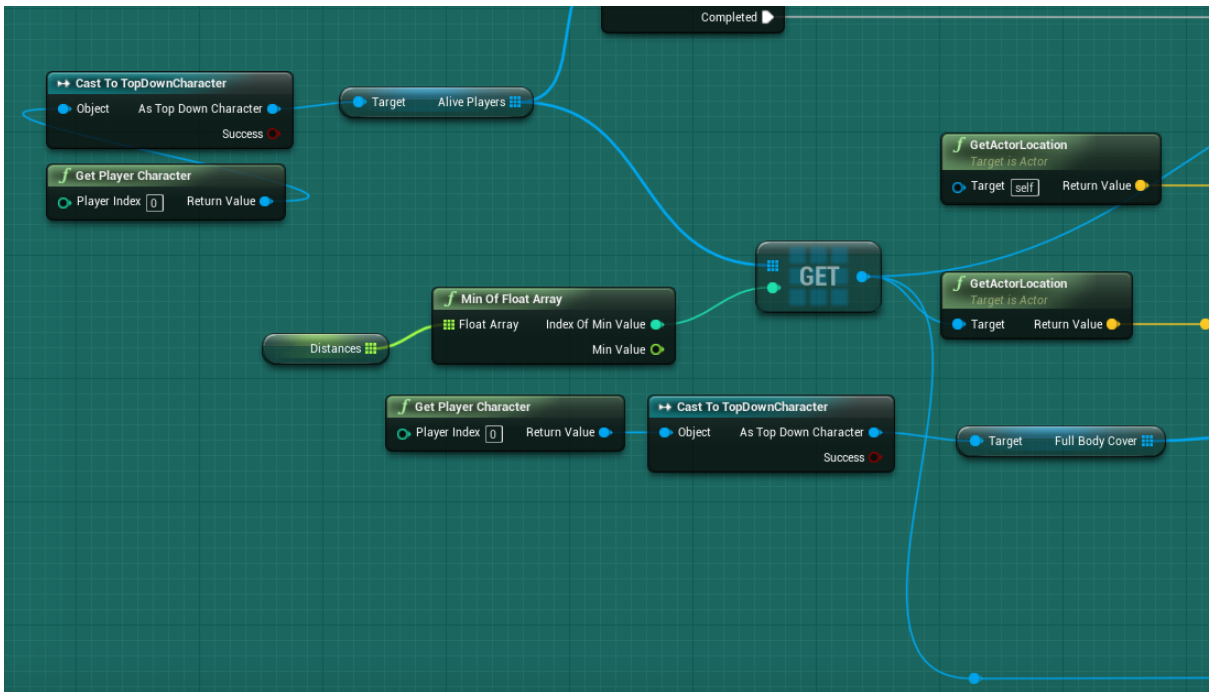 Completed
Cast To TopDownCharacter
Object As Top Down Character
Success
Target Alive Players
f Get Player Character
Player Index 0 Return Value
f GetActorLocation
Target is Actor
Target self Return Value
GET
f GetActorLocation
Target is Actor
Target Return Value
f Min Of Float Array
Float Array Index Of Min Value
Min Value
Distances
f Get Player Character
Player Index 0 Return Value
Cast To TopDownCharacter
Object As Top Down Character
Success
Target Full Body Cover